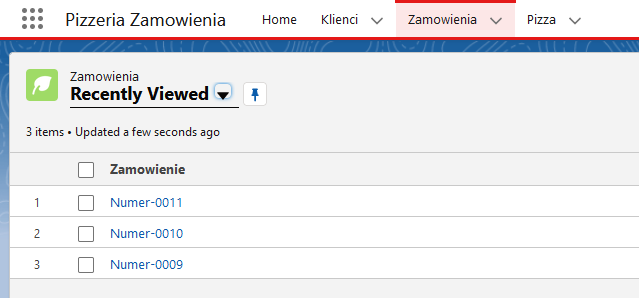 Pizzeria Zamowienia Home Klienci Zamowienia Pizza
Zamowienia
Recently Viewed
3 items • Updated a few seconds ago
Zamowienie
1 Numer-0011
2 Numer-0010
3 Numer-0009